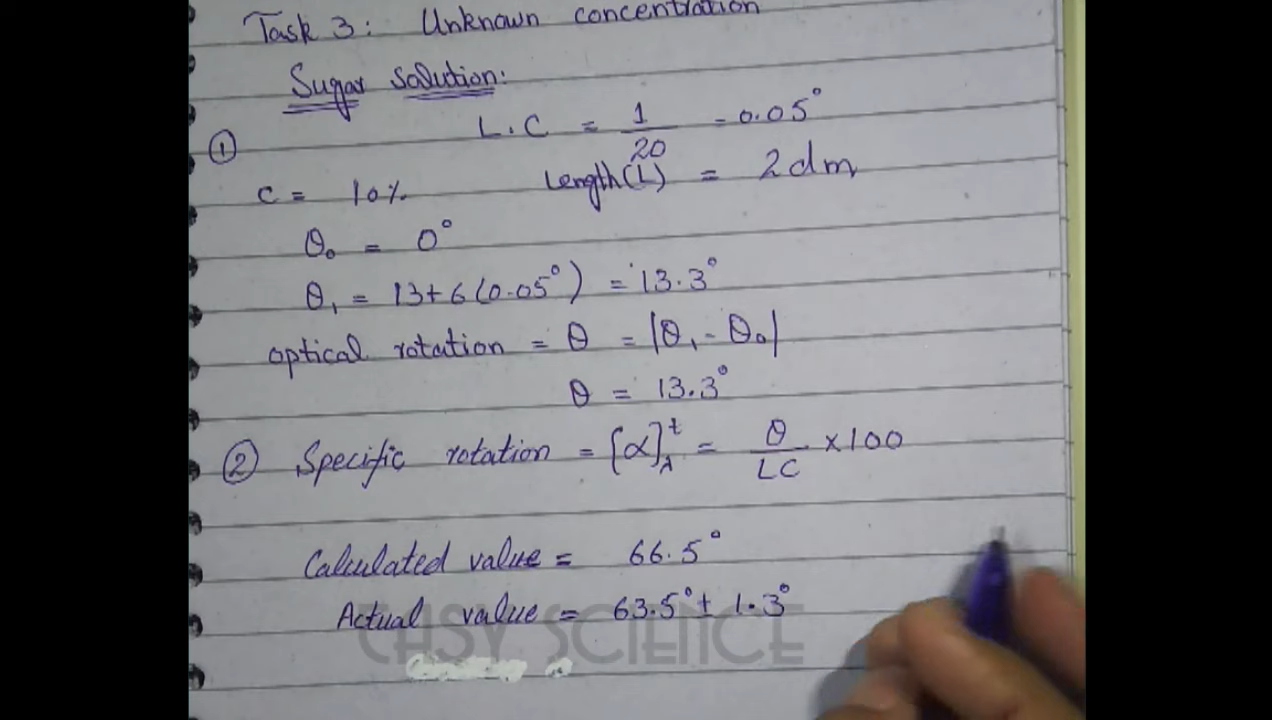 Task 3: Unknown concentration
Sugar Solution:
① L.C = 1/20 = 0.05°
C = 10% Length(L) = 2dm
θ₀ = 0°
θ₁ = 13+6(0.05°) = 13.3°
optical rotation = θ = |θ₁ - θ₀|
θ = 13.3°
② Specific rotation = [α]ᵗλ = θ/LC × 100
Calculated value = 66.5°
Actual value = 63.5° ± 1.3°
EASY SCIENCE